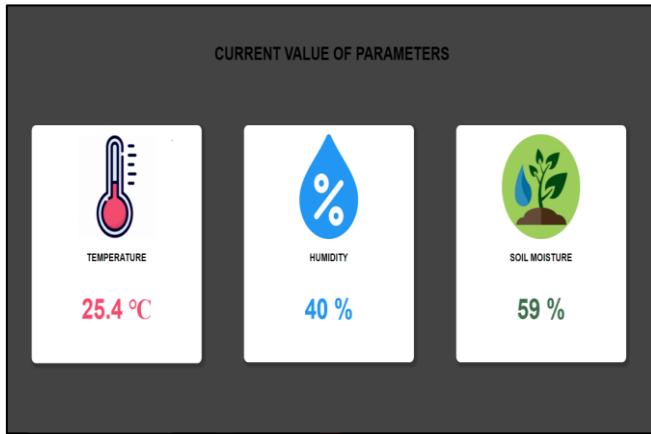 CURRENT VALUE OF PARAMETERS
%
TEMPERATURE
HUMIDITY
SOIL MOISTURE
25.4 °C
40 %
59 %